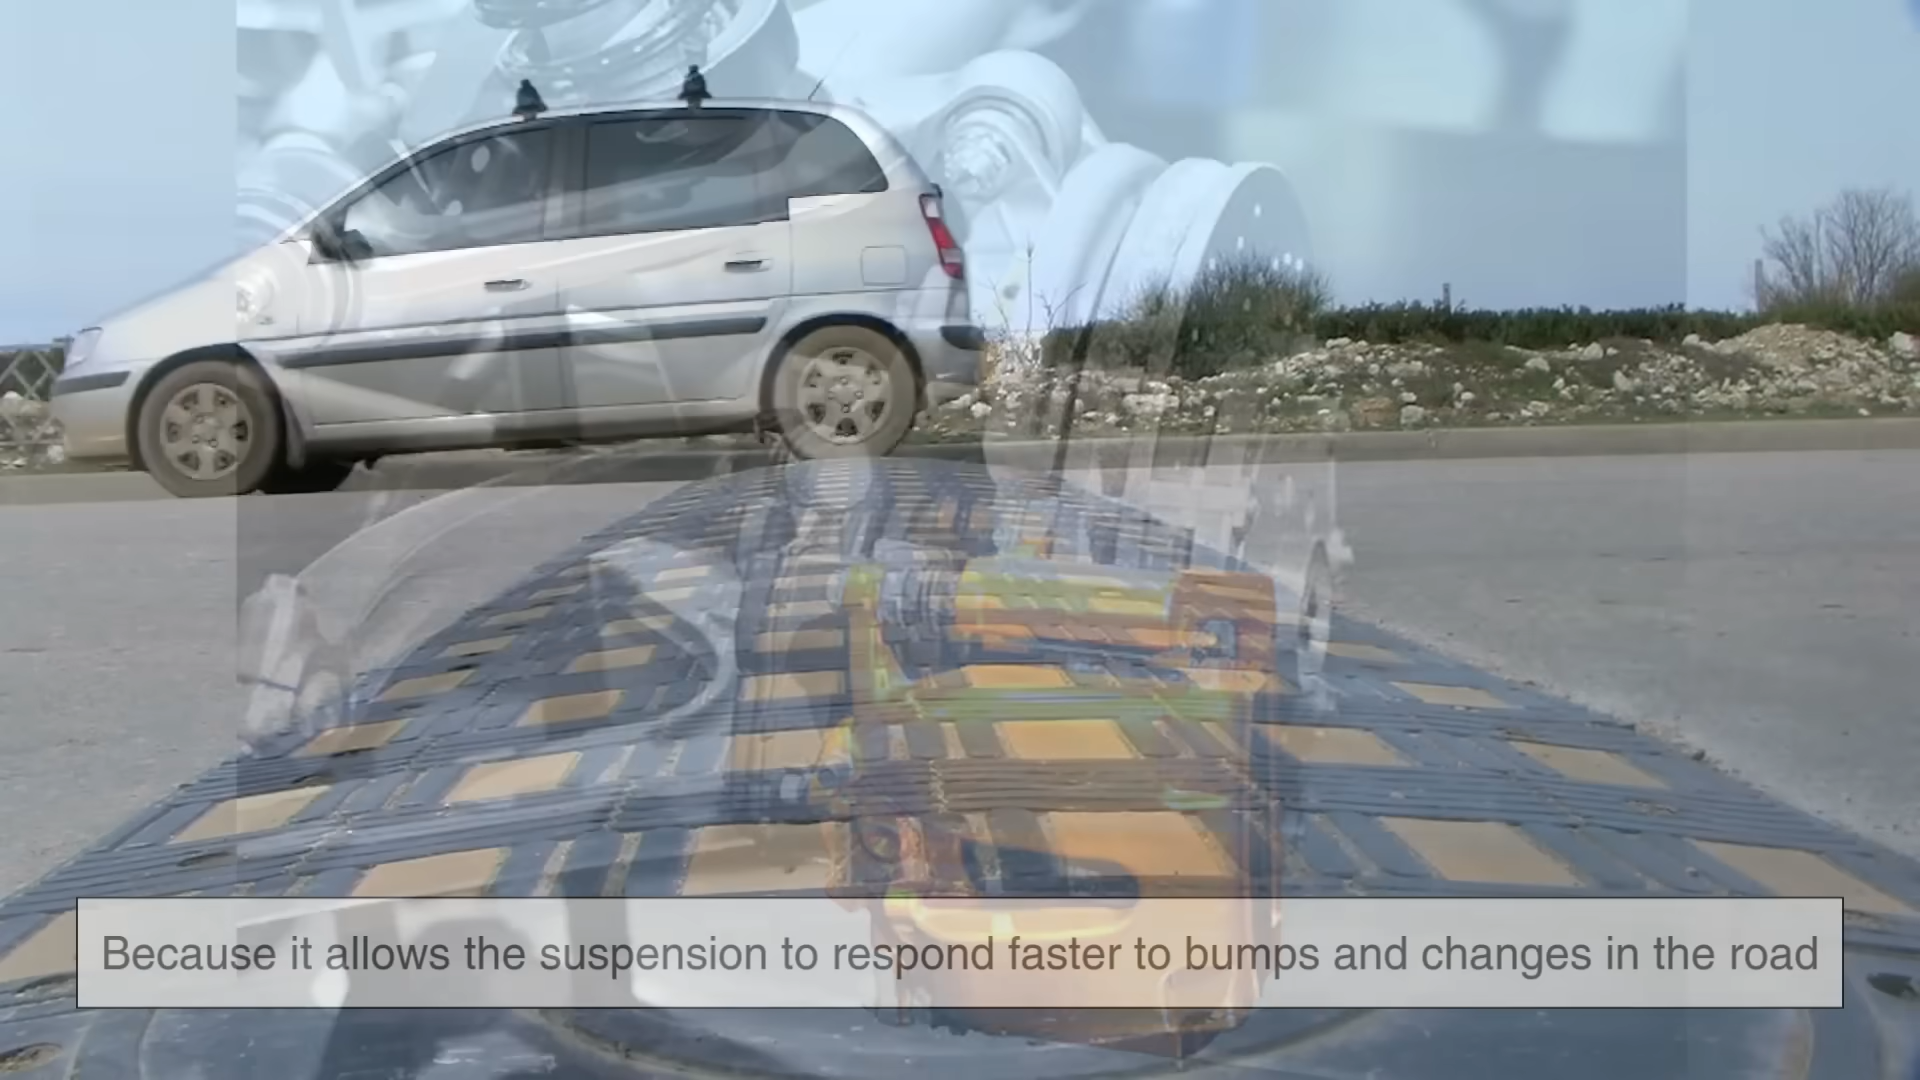 Because it allows the suspension to respond faster to bumps and changes in the road